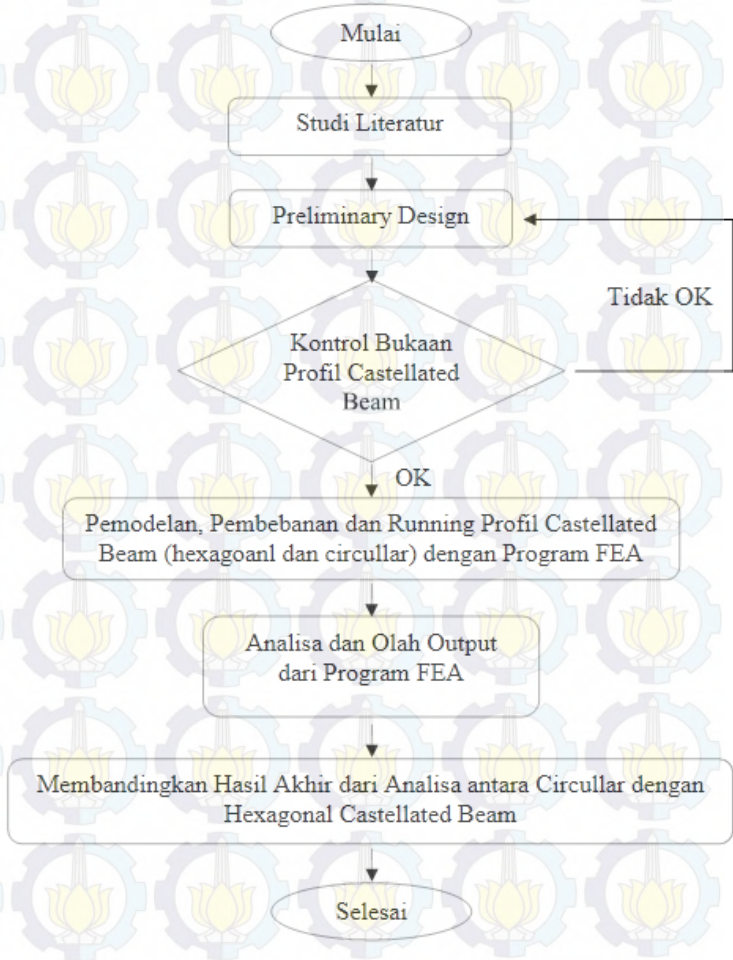 Mulai
Studi Literatur
Preliminary Design
Tidak OK
Kontrol Bukaan
Profil Castellated
Beam
OK
Pemodelan, Pembebanan dan Running Profil Castellated
Beam (hexagoanl dan circullar) dengan Program FEA
Analisa dan Olah Output
dari Program FEA
Membandingkan Hasil Akhir dari Analisa antara Circullar dengan
Hexagonal Castellated Beam
Selesai